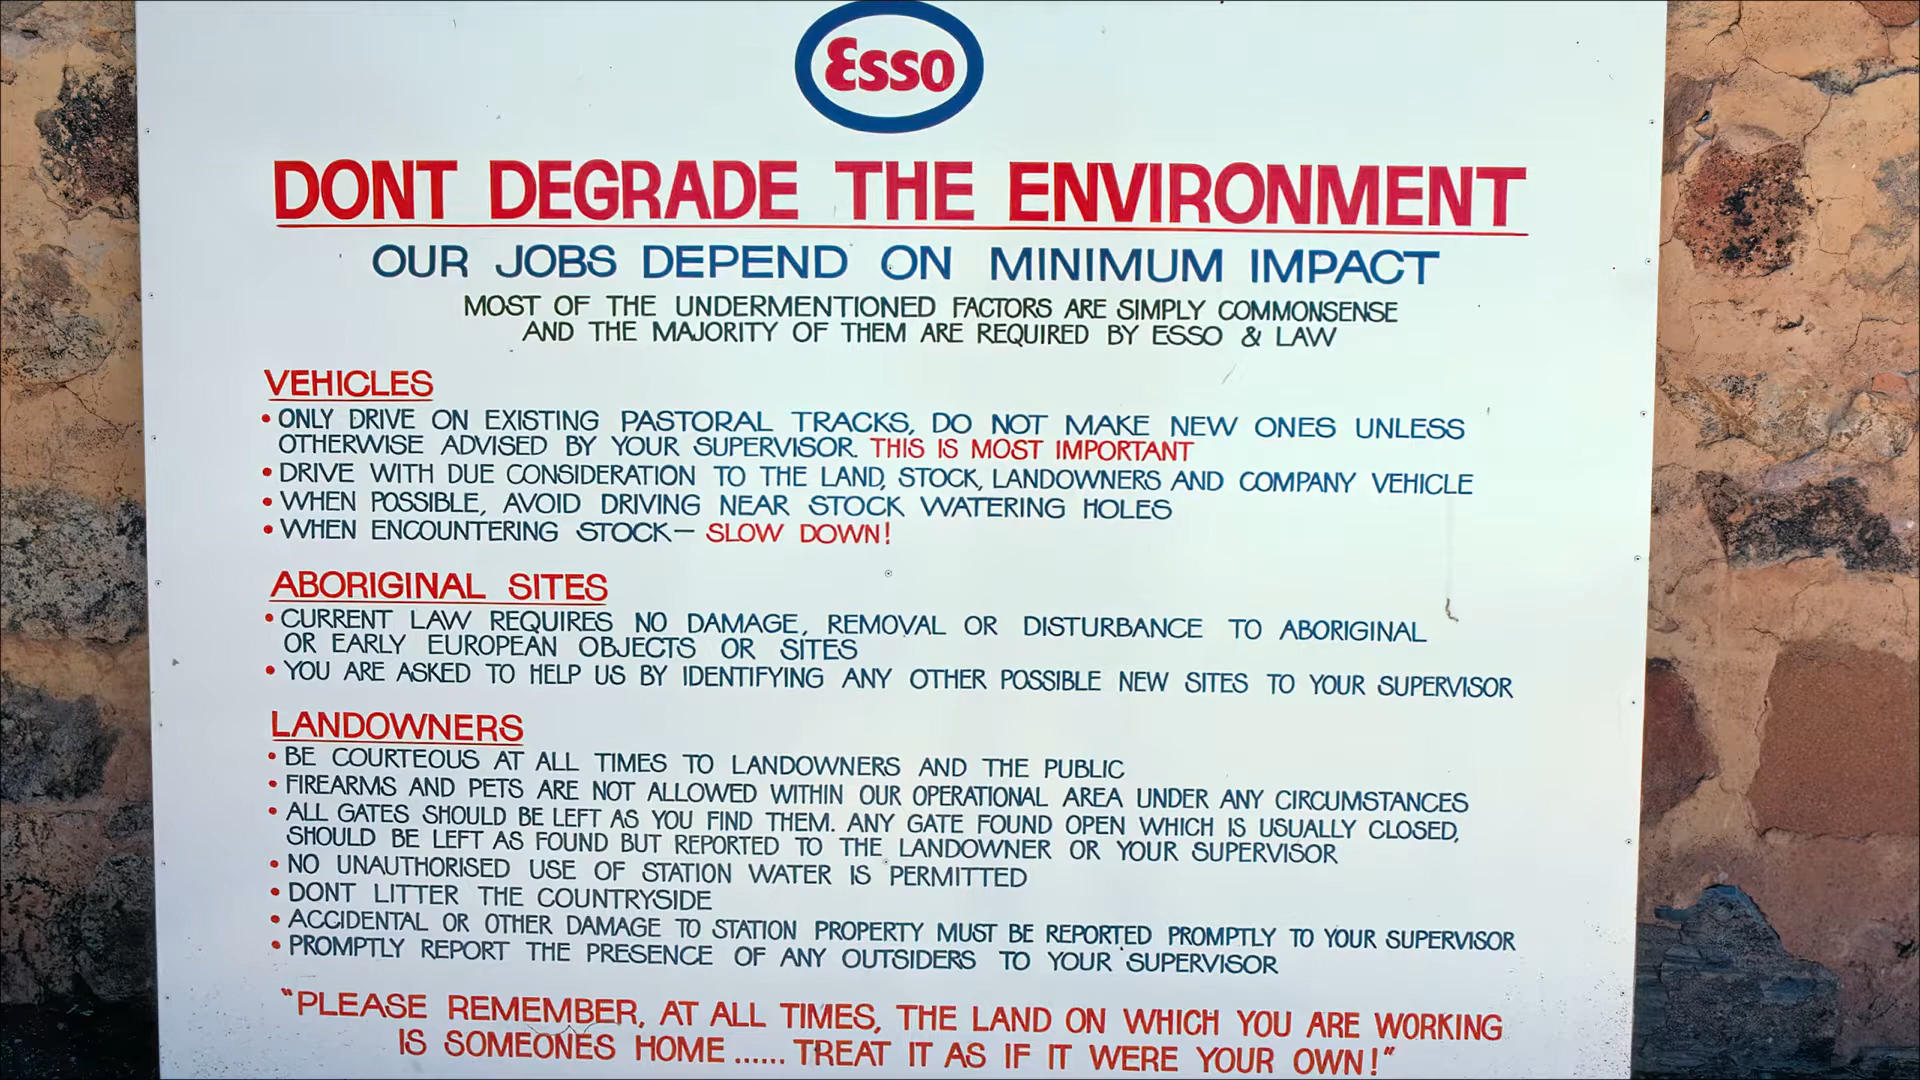 Esso
DONT DEGRADE THE ENVIRONMENT
OUR JOBS DEPEND ON MINIMUM IMPACT
MOST OF THE UNDERMENTIONED FACTORS ARE SIMPLY COMMONSENSE
AND THE MAJORITY OF THEM ARE REQUIRED BY ESSO & LAW
VEHICLES
• ONLY DRIVE ON EXISTING PASTORAL TRACKS, DO NOT MAKE NEW ONES UNLESS
OTHERWISE ADVISED BY YOUR SUPERVISOR. THIS IS MOST IMPORTANT
• DRIVE WITH DUE CONSIDERATION TO THE LAND, STOCK, LANDOWNERS AND COMPANY VEHICLE
• WHEN POSSIBLE, AVOID DRIVING NEAR STOCK WATERING HOLES
• WHEN ENCOUNTERING STOCK— SLOW DOWN!
ABORIGINAL SITES
• CURRENT LAW REQUIRES NO DAMAGE, REMOVAL OR DISTURBANCE TO ABORIGINAL
OR EARLY EUROPEAN OBJECTS OR SITES
• YOU ARE ASKED TO HELP US BY IDENTIFYING ANY OTHER POSSIBLE NEW SITES TO YOUR SUPERVISOR
LANDOWNERS
• BE COURTEOUS AT ALL TIMES TO LANDOWNERS AND THE PUBLIC
• FIREARMS AND PETS ARE NOT ALLOWED WITHIN OUR OPERATIONAL AREA UNDER ANY CIRCUMSTANCES
• ALL GATES SHOULD BE LEFT AS YOU FIND THEM. ANY GATE FOUND OPEN WHICH IS USUALLY CLOSED,
SHOULD BE LEFT AS FOUND BUT REPORTED TO THE LANDOWNER OR YOUR SUPERVISOR
• NO UNAUTHORISED USE OF STATION WATER IS PERMITTED
• DONT LITTER THE COUNTRYSIDE
• ACCIDENTAL OR OTHER DAMAGE TO STATION PROPERTY MUST BE REPORTED PROMPTLY TO YOUR SUPERVISOR
• PROMPTLY REPORT THE PRESENCE OF ANY OUTSIDERS TO YOUR SUPERVISOR
"PLEASE REMEMBER, AT ALL TIMES, THE LAND ON WHICH YOU ARE WORKING
IS SOMEONES HOME...... TREAT IT AS IF IT WERE YOUR OWN!"